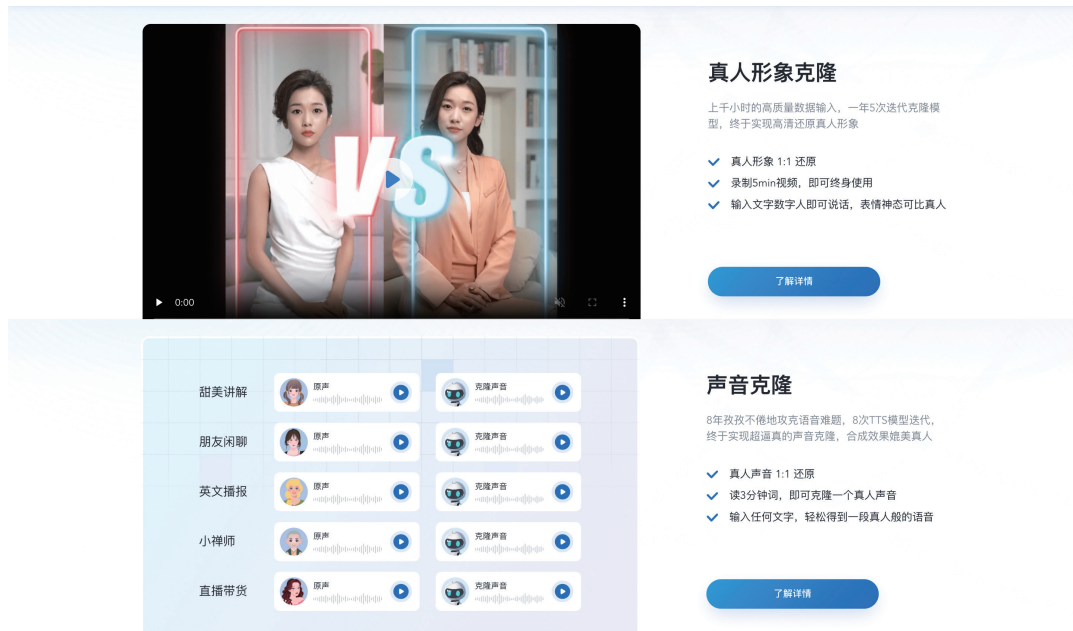 VS
0:00
真人形象克隆
上千小时的高质量数据输入，一年5次迭代克隆模
型，终于实现高清还原真人形象
真人形象 1:1 还原
录制5min视频，即可终身使用
输入文字数字人即可说话，表情神态可比真人
了解详情
甜美讲解
原声
克隆声音
朋友闲聊
原声
克隆声音
英文播报
原声
克隆声音
小禅师
原声
克隆声音
直播带货
原声
克隆声音
声音克隆
8年孜孜不倦地攻克语音难题，8次TTS模型迭代，
终于实现超逼真的声音克隆，合成效果媲美真人
真人声音 1:1 还原
读3分钟词，即可克隆一个真人声音
输入任何文字，轻松得到一段真人般的语音
了解详情